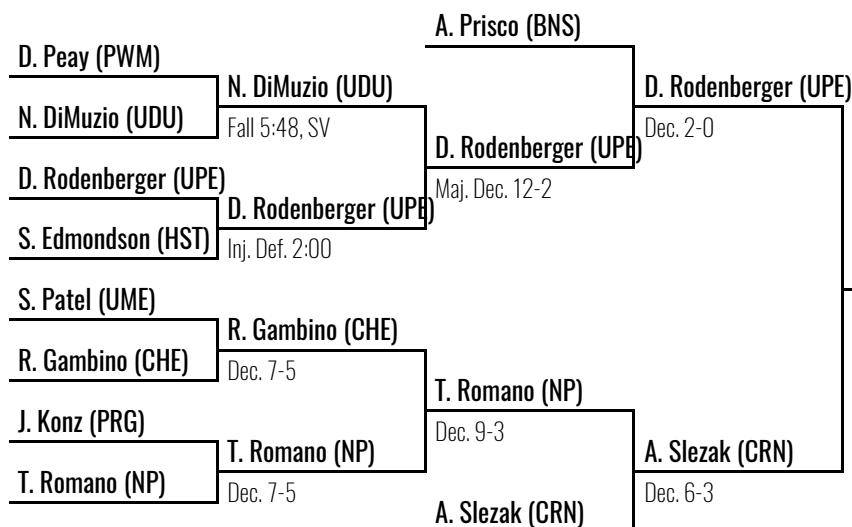 D. Peay (PWM)
N. DiMuzio (UDU)
D. Rodenberger (UPE)
S. Edmondson (HST)
S. Patel (UME)
R. Gambino (CHE)
J. Konz (PRG)
T. Romano (NP)
N. DiMuzio (UDU)
Fall 5:48, SV
D. Rodenberger (UPE)
Inj. Def. 2:00
R. Gambino (CHE)
Dec. 7-5
T. Romano (NP)
Dec. 7-5
A. Prisco (BNS)
D. Rodenberger (UPE)
Maj. Dec. 12-2
T. Romano (NP)
Dec. 9-3
A. Slezak (CRN)
D. Rodenberger (UPE)
Dec. 2-0
A. Slezak (CRN)
Dec. 6-3